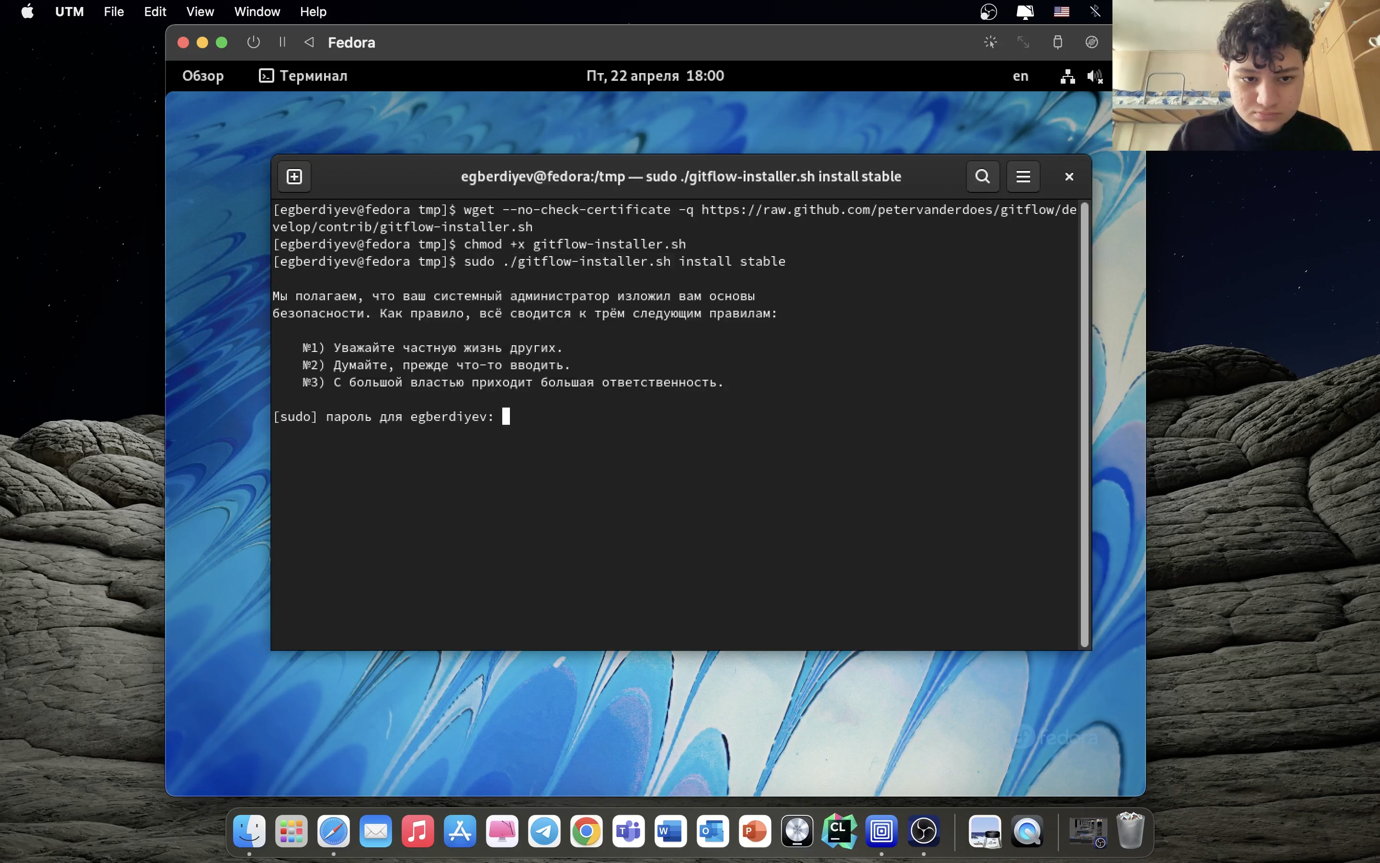 UTM File Edit View Window Help
Fedora
Обзор Терминал Пт, 22 апреля 18:00 en
egberdiyev@fedora:/tmp — sudo ./gitflow-installer.sh install stable
[egberdiyev@fedora tmp]$ wget --no-check-certificate -q https://raw.github.com/petervanderdoes/gitflow/de
velop/contrib/gitflow-installer.sh
[egberdiyev@fedora tmp]$ chmod +x gitflow-installer.sh
[egberdiyev@fedora tmp]$ sudo ./gitflow-installer.sh install stable
Мы полагаем, что ваш системный администратор изложил вам основы
безопасности. Как правило, всё сводится к трём следующим правилам:
№1) Уважайте частную жизнь других.
№2) Думайте, прежде что-то вводить.
№3) С большой властью приходит большая ответственность.
[sudo] пароль для egberdiyev:
fedora
CL